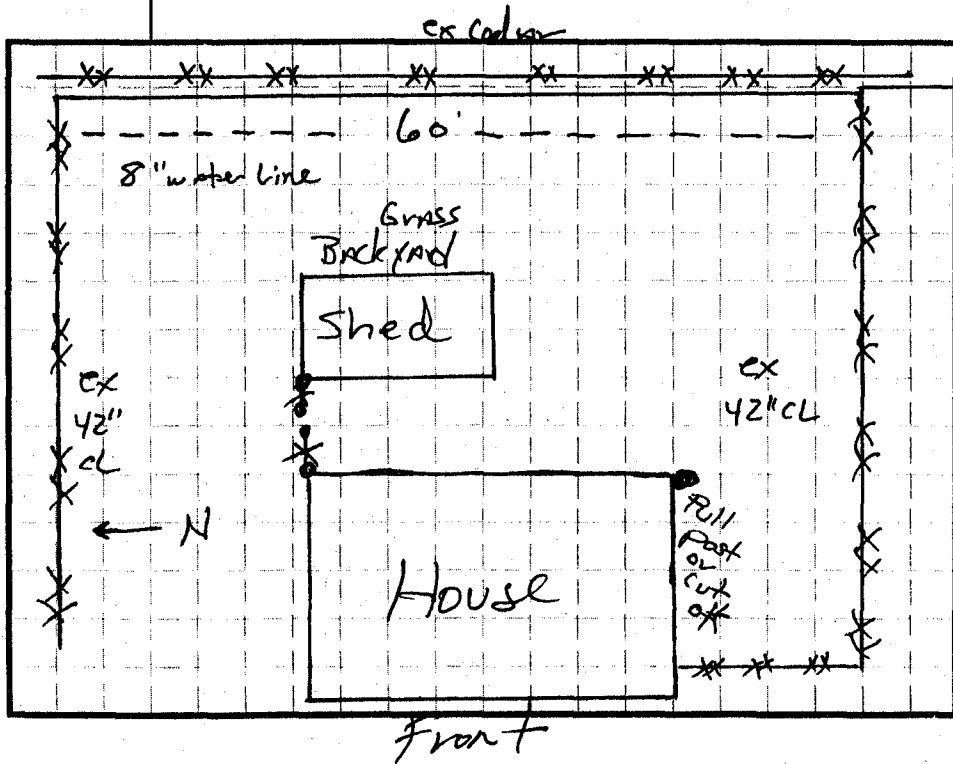 ex Cedar
60'
8" water Line
Grass
BACKYARD
Shed
ex
42"
CL
ex
42" CL
← N
Pull
Post
or
cut
off
House
Front